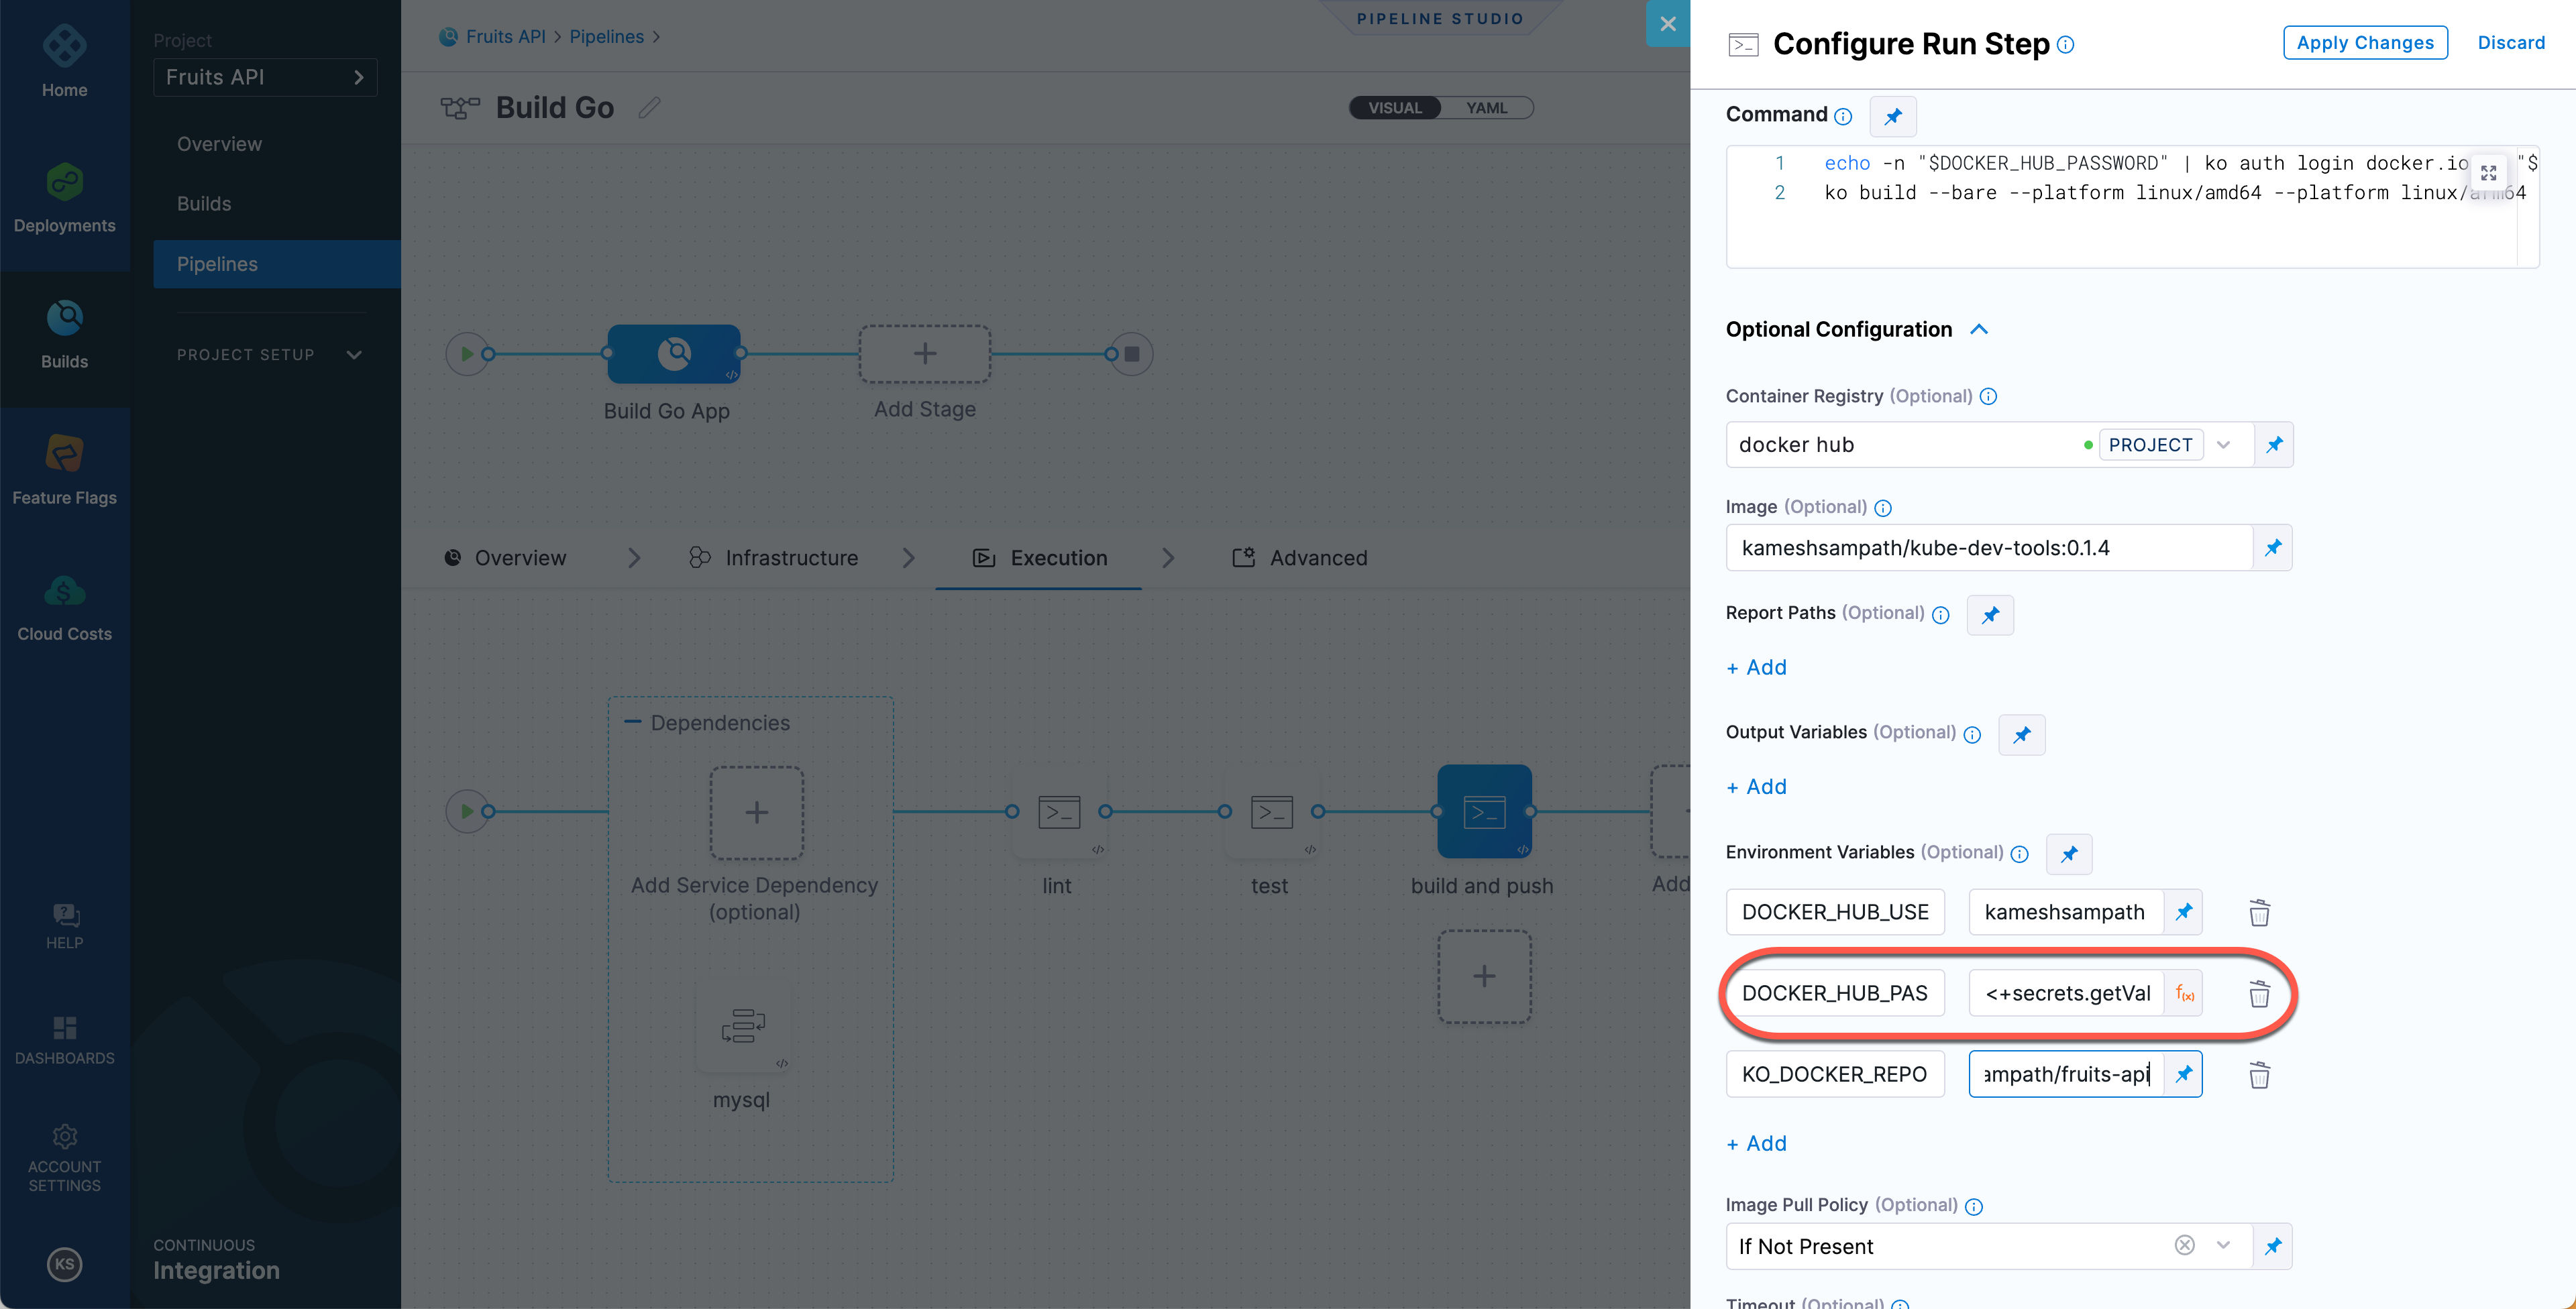 Home
Deployments
Builds
Feature Flags
Cloud Costs
HELP
DASHBOARDS
ACCOUNT
SETTINGS
KS
Project
Fruits API
Overview
Builds
Pipelines
PROJECT SETUP
CONTINUOUS
Integration
Fruits API > Pipelines >
PIPELINE STUDIO
Build Go
VISUAL YAML
Build Go App
Add Stage
Overview
Infrastructure
Execution
Advanced
Dependencies
Add Service Dependency
(optional)
mysql
lint
test
build and push
Add
Configure Run Step
Apply Changes
Discard
Command
1 echo -n "$DOCKER_HUB_PASSWORD" | ko auth login docker.io "$
2 ko build --bare --platform linux/amd64 --platform linux/arm64
Optional Configuration
Container Registry (Optional)
docker hub
PROJECT
Image (Optional)
kameshsampath/kube-dev-tools:0.1.4
Report Paths (Optional)
+ Add
Output Variables (Optional)
+ Add
Environment Variables (Optional)
DOCKER_HUB_USE kameshsampath
DOCKER_HUB_PAS <+secrets.getVal f(x)
KO_DOCKER_REPO ampath/fruits-api
+ Add
Image Pull Policy (Optional)
If Not Present
Timeout (Optional)